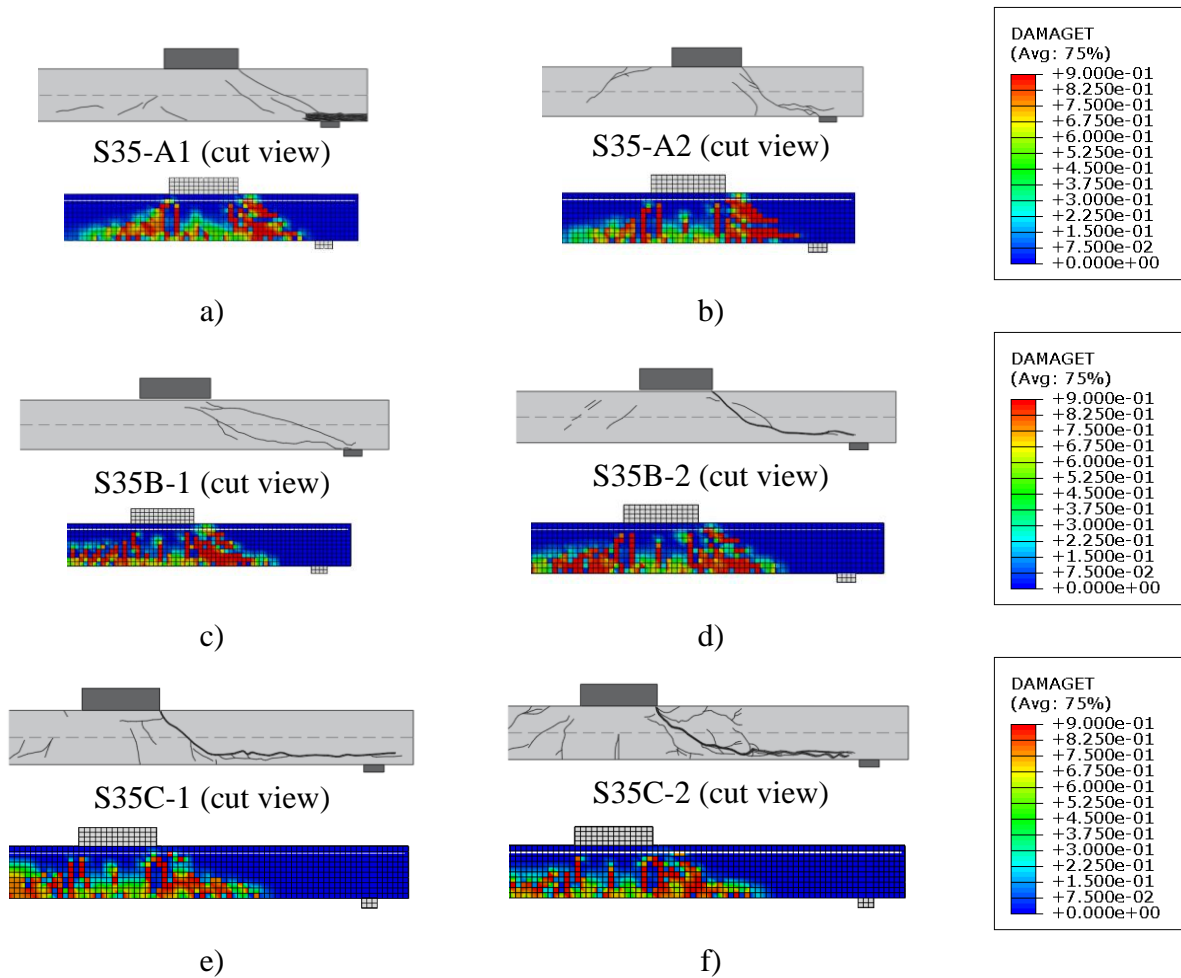 S35-A1 (cut view)
S35-A2 (cut view)
a)
b)
DAMAGET
(Avg: 75%)
+9.000e-01
+8.250e-01
+7.500e-01
+6.750e-01
+6.000e-01
+5.250e-01
+4.500e-01
+3.750e-01
+3.000e-01
+2.250e-01
+1.500e-01
+7.500e-02
+0.000e+00
S35B-1 (cut view)
S35B-2 (cut view)
c)
d)
DAMAGET
(Avg: 75%)
+9.000e-01
+8.250e-01
+7.500e-01
+6.750e-01
+6.000e-01
+5.250e-01
+4.500e-01
+3.750e-01
+3.000e-01
+2.250e-01
+1.500e-01
+7.500e-02
+0.000e+00
S35C-1 (cut view)
S35C-2 (cut view)
e)
f)
DAMAGET
(Avg: 75%)
+9.000e-01
+8.250e-01
+7.500e-01
+6.750e-01
+6.000e-01
+5.250e-01
+4.500e-01
+3.750e-01
+3.000e-01
+2.250e-01
+1.500e-01
+7.500e-02
+0.000e+00